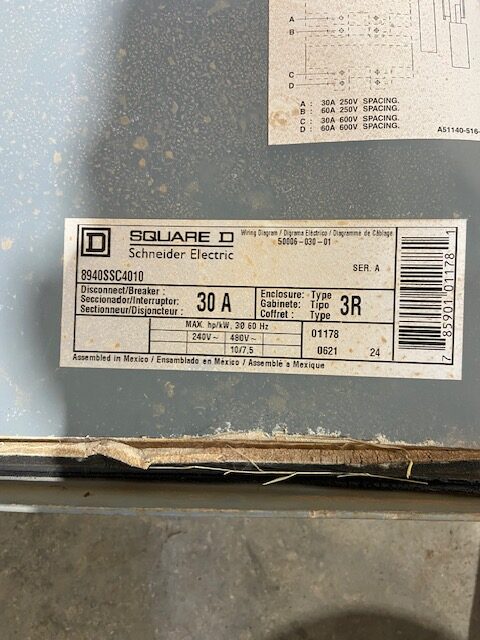 A
B
C
D
A : 30A 250V SPACING.
B : 60A 250V SPACING.
C : 30A 600V SPACING.
D : 60A 600V SPACING.
A51140-516-
D SQUARE D
Schneider Electric
Wiring Diagram / Digrama Eléctrico / Diagramme de Câblage
50006-030-01
8940SSC4010
SER. A
Disconnect/Breaker :
Seccionador/Interruptor:
Sectionneur/Disjoncteur :
30 A
Enclosure: Type
Gabinete: Tipo
Coffret : Type
3R
MAX. hp/kW, 3Ø 60 Hz
240V~ 480V~
10/7,5
01178
0621 24
Assembled in Mexico / Ensamblado en México / Assemblé a Mexique
7 85901 01178 1